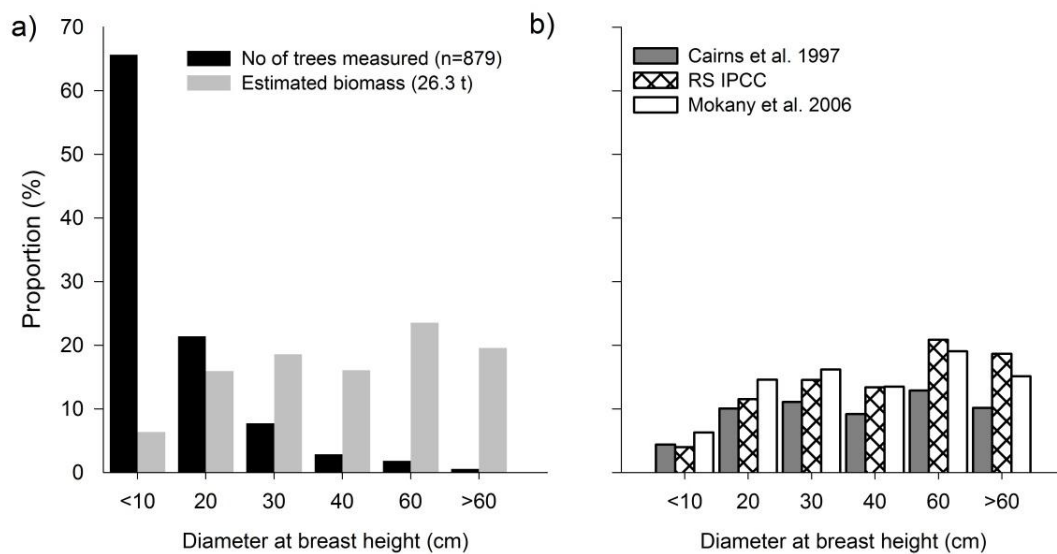 a)
No of trees measured (n=879)
Estimated biomass (26.3 t)
Proportion (%)
70
60
50
40
30
20
10
0
<10 20 30 40 60 >60
Diameter at breast height (cm)
b)
Cairns et al. 1997
RS IPCC
Mokany et al. 2006
<10 20 30 40 60 >60
Diameter at breast height (cm)